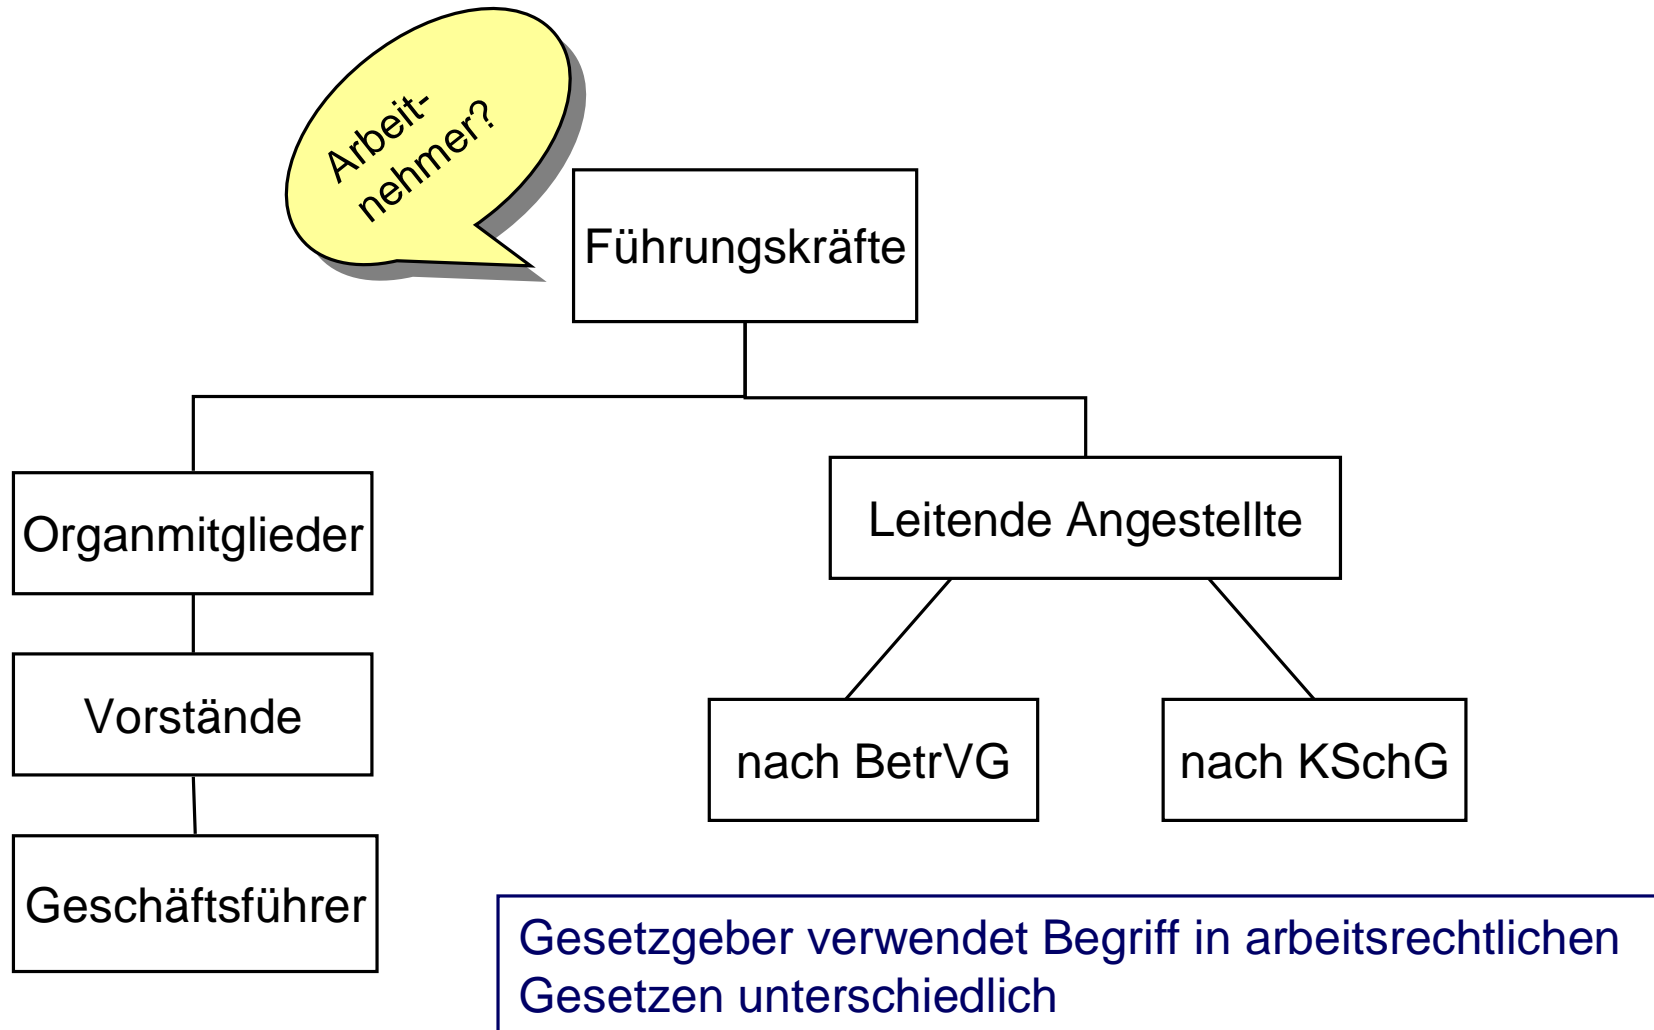 Arbeit-
nehmer?
Führungskräfte
Organmitglieder
Leitende Angestellte
Vorstände
nach BetrVG
nach KSchG
Geschäftsführer
Gesetzgeber verwendet Begriff in arbeitsrechtlichen
Gesetzen unterschiedlich